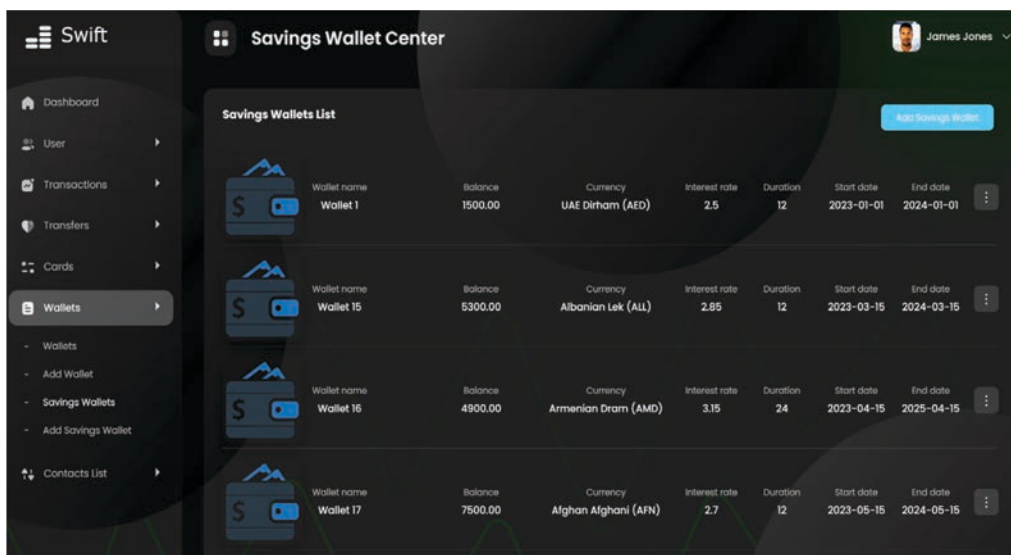 Swift
Savings Wallet Center
James Jones
Dashboard
User
Transactions
Transfers
Cards
Wallets
- Wallets
- Add Wallet
- Savings Wallets
- Add Savings Wallet
Contacts List
Savings Wallets List
Add Savings Wallet
$
Wallet name Balance Currency Interest rate Duration Start date End date
Wallet 1 1500.00 UAE Dirham (AED) 2.5 12 2023-01-01 2024-01-01
$
Wallet name Balance Currency Interest rate Duration Start date End date
Wallet 15 5300.00 Albanian Lek (ALL) 2.85 12 2023-03-15 2024-03-15
$
Wallet name Balance Currency Interest rate Duration Start date End date
Wallet 16 4900.00 Armenian Dram (AMD) 3.15 24 2023-04-15 2025-04-15
$
Wallet name Balance Currency Interest rate Duration Start date End date
Wallet 17 7500.00 Afghan Afghani (AFN) 2.7 12 2023-05-15 2024-05-15